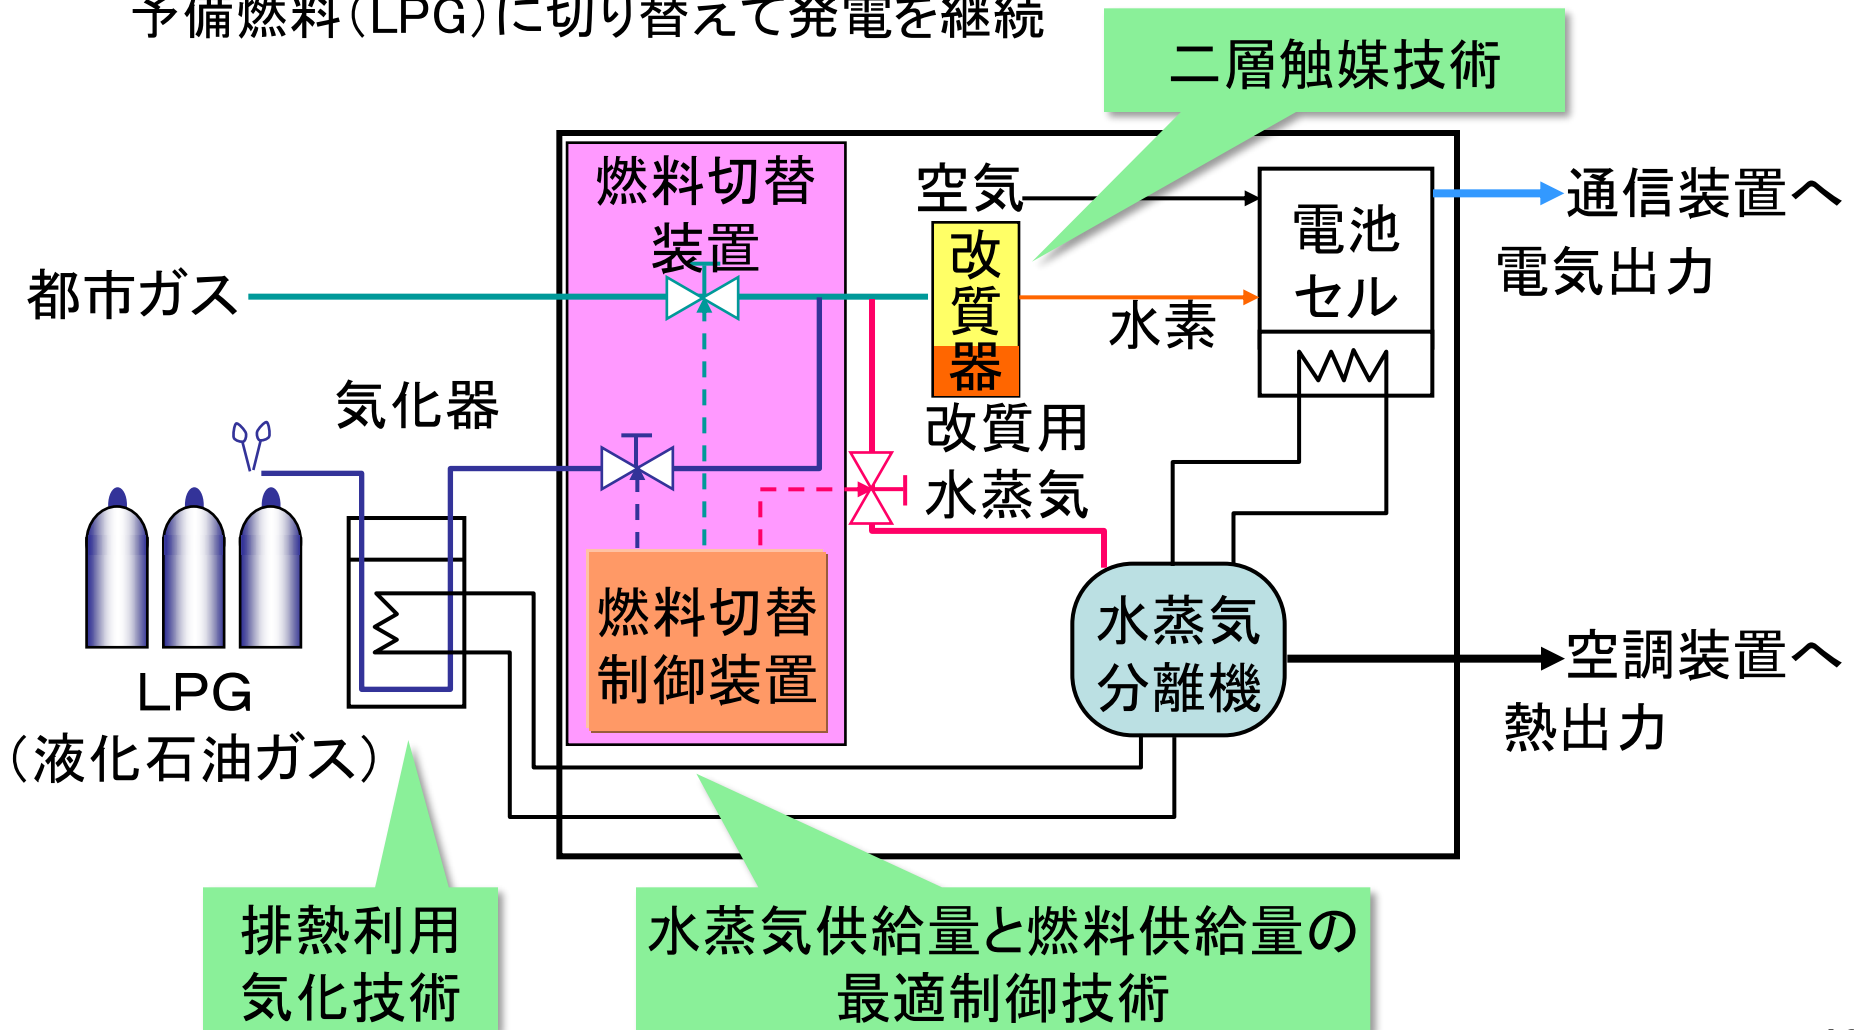 予備燃料(LPG)に切り替えて発電を継続
二層触媒技術
燃料切替
装置
空気
改
質
器
電池
セル
通信装置へ
電気出力
都市ガス
水素
気化器
改質用
水蒸気
燃料切替
制御装置
水蒸気
分離機
空調装置へ
熱出力
LPG
(液化石油ガス)
排熱利用
気化技術
水蒸気供給量と燃料供給量の
最適制御技術